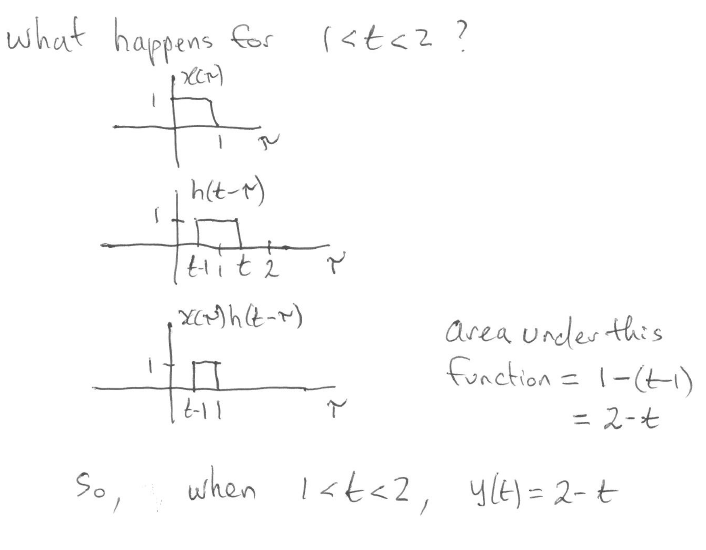 what happens for 1<t<2 ?
x(τ)
1
1 τ
h(t-τ)
1
t-1 1 t 2 τ
x(τ)h(t-τ)
1
t-1 1 τ
area under this
function = 1-(t-1)
= 2-t
So, when 1<t<2, y(t) = 2-t